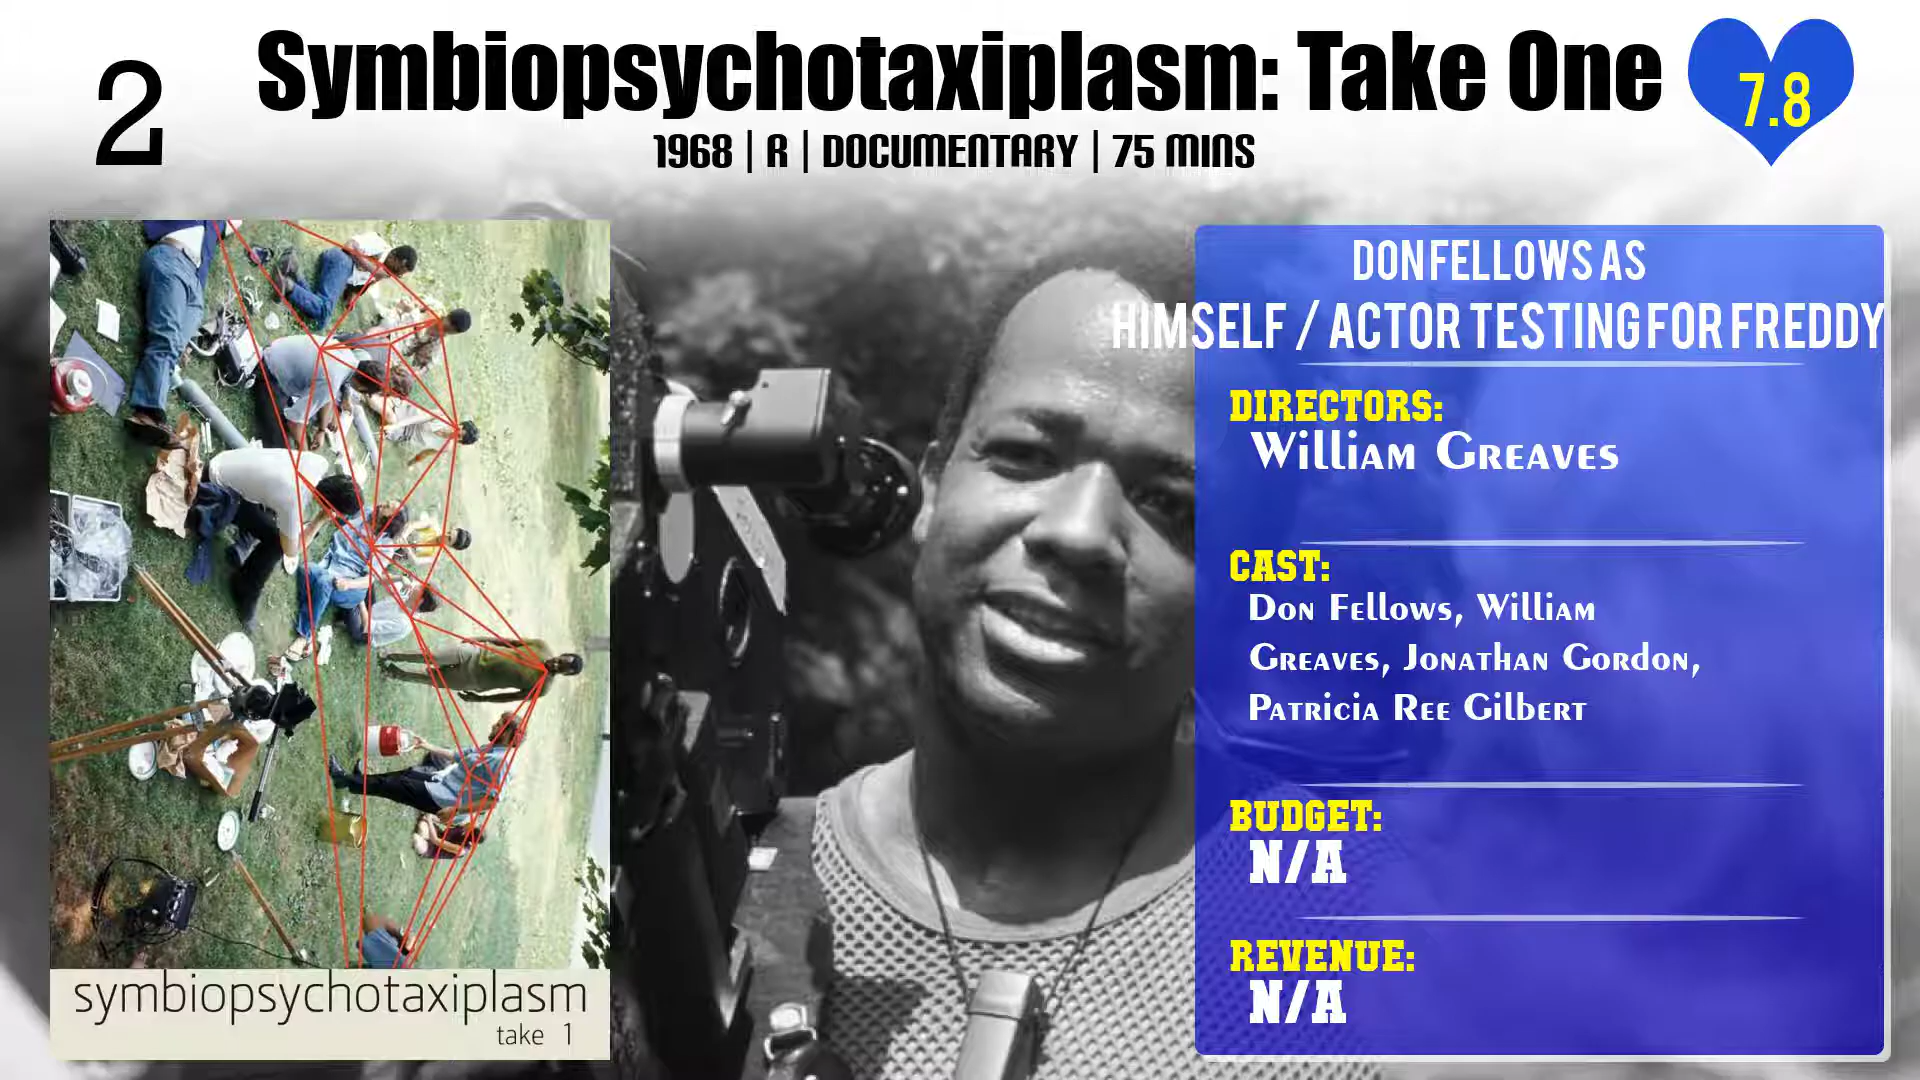 2
Symbiopsychotaxiplasm: Take One
7.8
1968 | R | DOCUMENTARY | 75 MINS
symbiopsychotaxiplasm
take 1
DON FELLOWS AS
HIMSELF / ACTOR TESTING FOR FREDDY
DIRECTORS:
William Greaves
CAST:
Don Fellows, William
Greaves, Jonathan Gordon,
Patricia Ree Gilbert
BUDGET:
N/A
REVENUE:
N/A